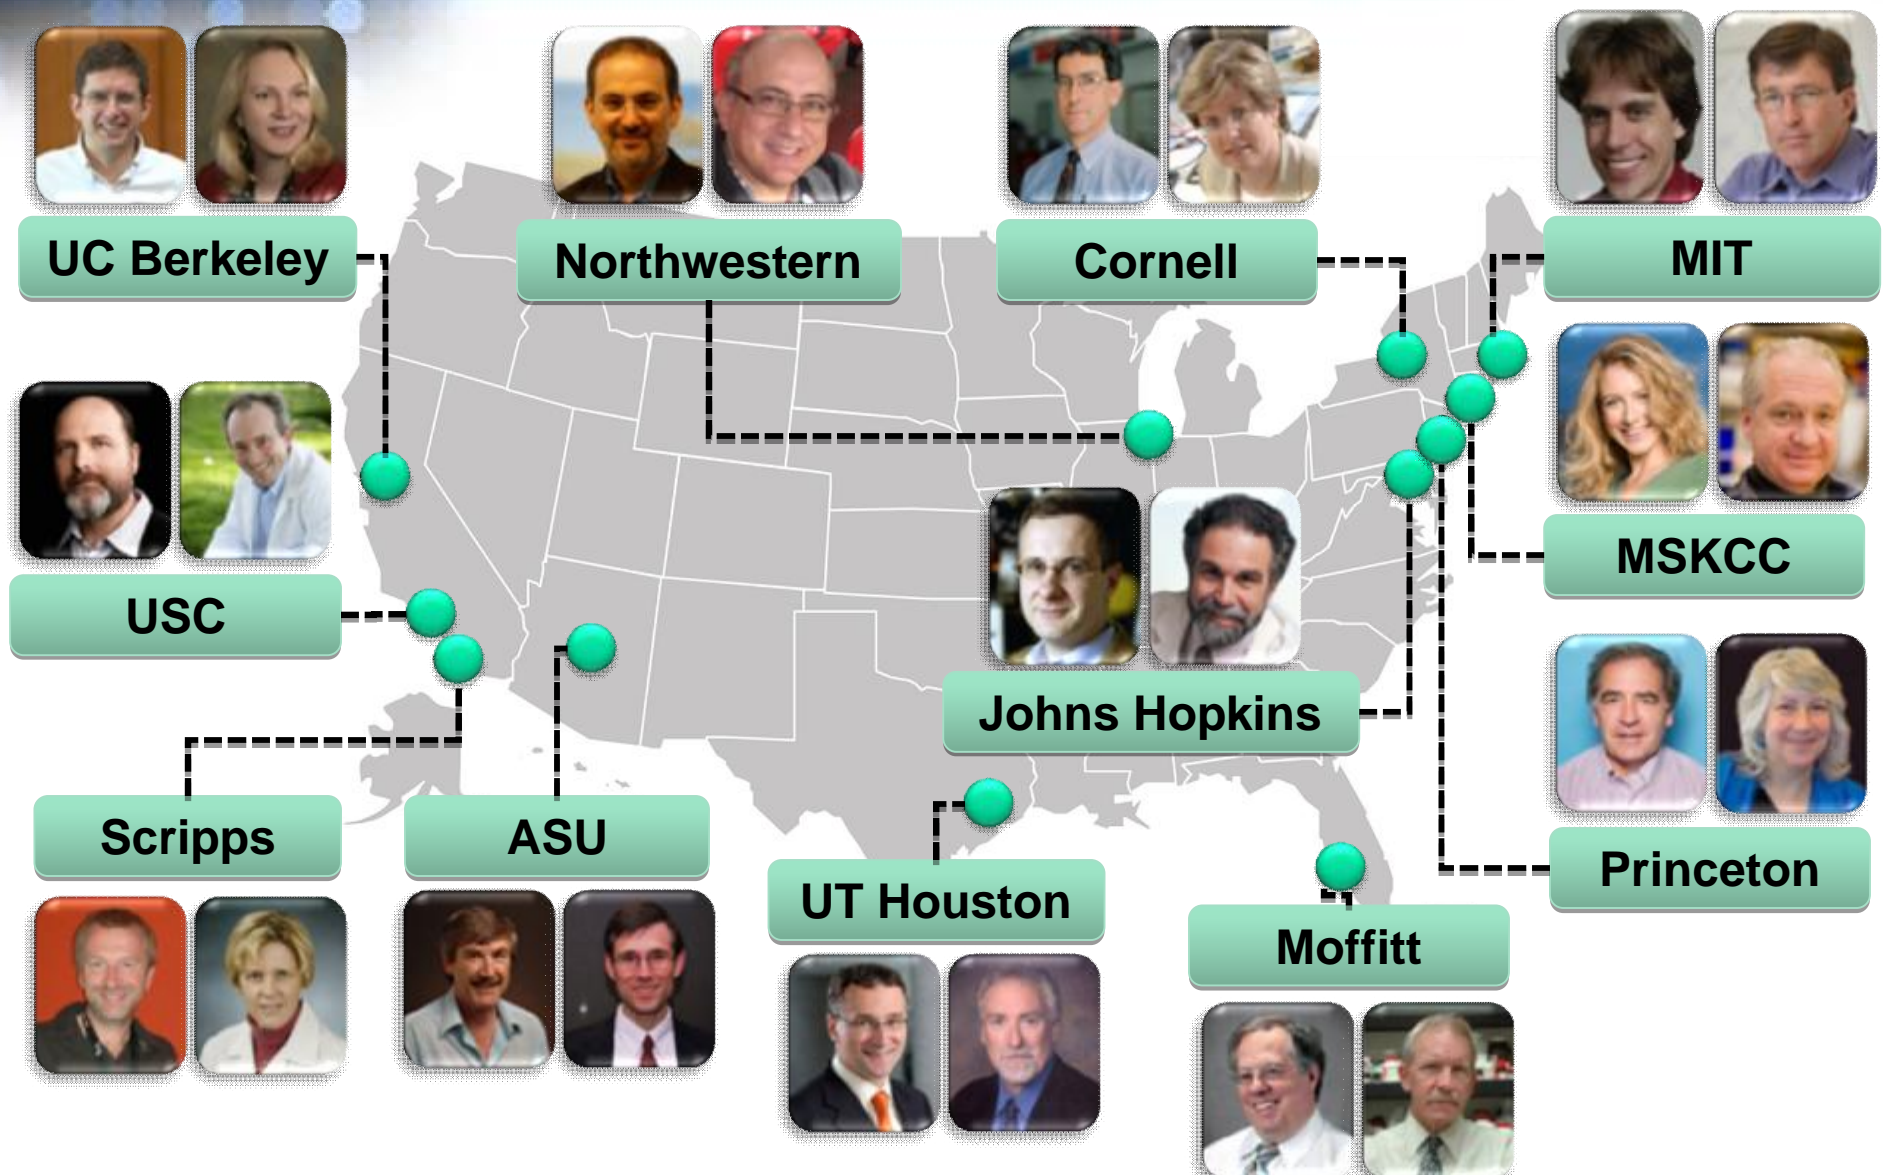 UC Berkeley
Northwestern
Cornell
MIT
MSKCC
USC
Johns Hopkins
Scripps
ASU
UT Houston
Princeton
Moffitt